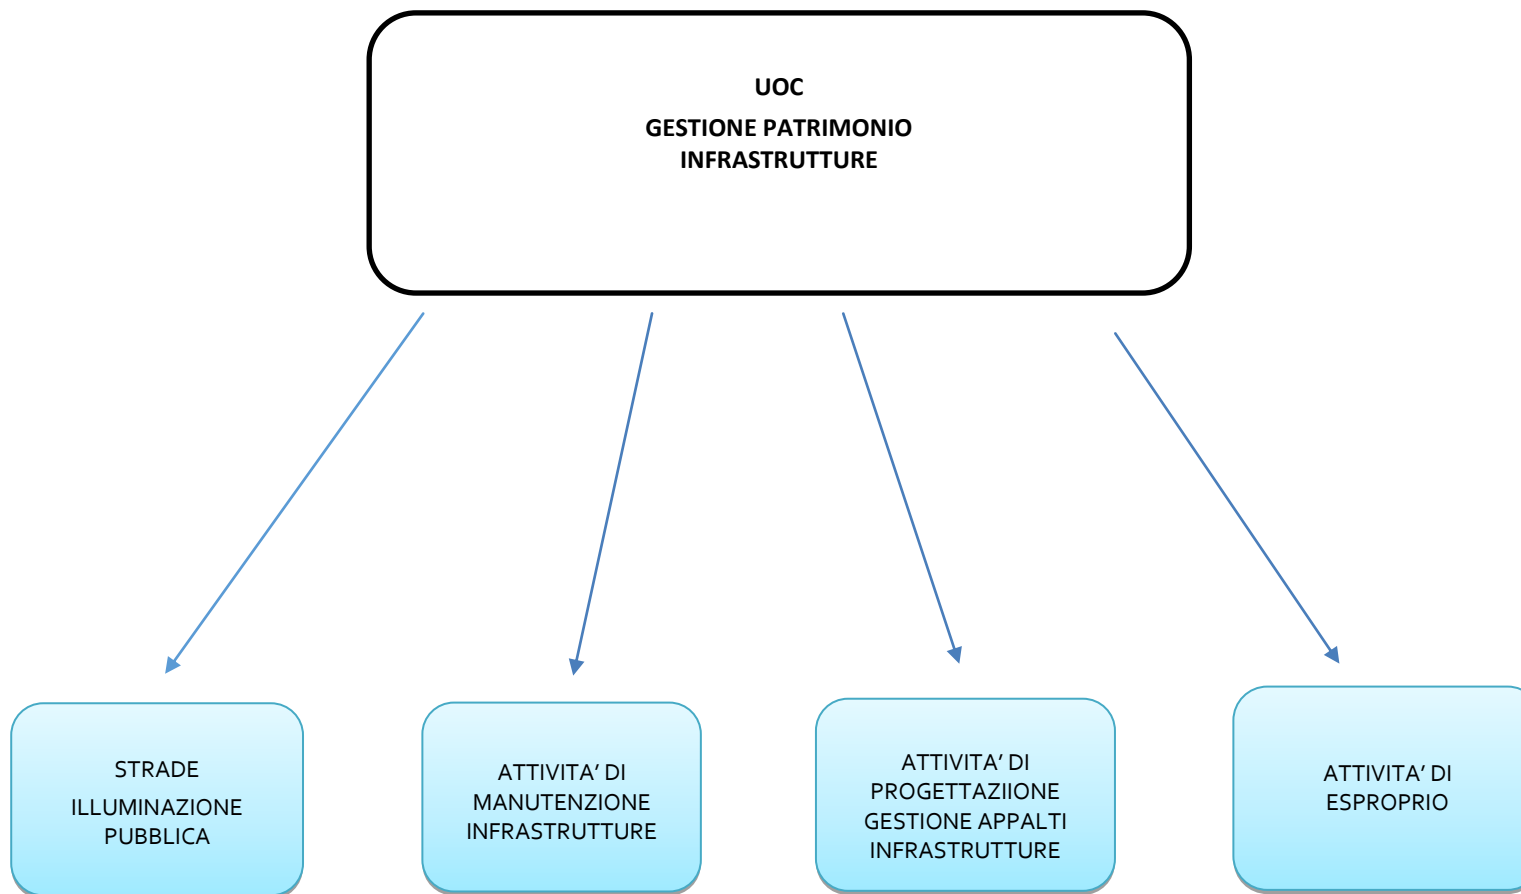 UOC
GESTIONE PATRIMONIO
INFRASTRUTTURE
STRADE
ILLUMINAZIONE
PUBBLICA
ATTIVITA’ DI
MANUTENZIONE
INFRASTRUTTURE
ATTIVITA’ DI
PROGETTAZIIONE
GESTIONE APPALTI
INFRASTRUTTURE
ATTIVITA’ DI
ESPROPRIO